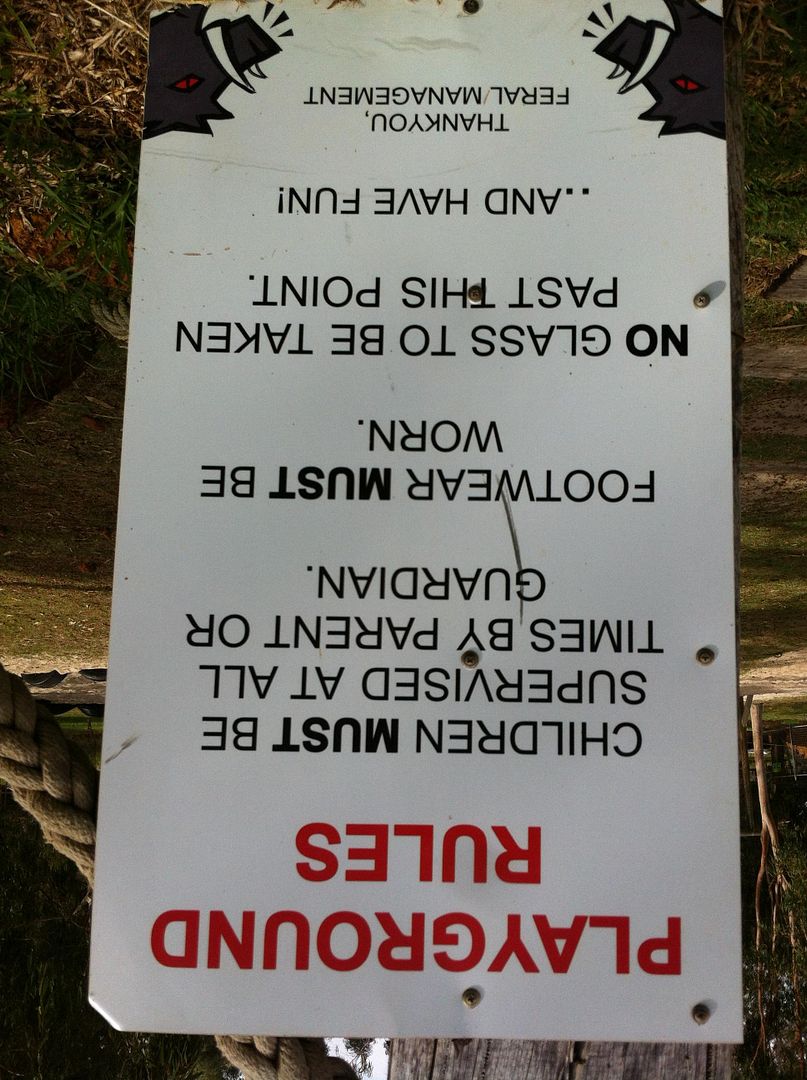 PLAYGROUND
RULES
CHILDREN MUST BE
SUPERVISED AT ALL
TIMES BY PARENT OR
GUARDIAN.
FOOTWEAR MUST BE
WORN.
NO GLASS TO BE TAKEN
PAST THIS POINT.
..AND HAVE FUN!
THANKYOU,
FERAL MANAGEMENT